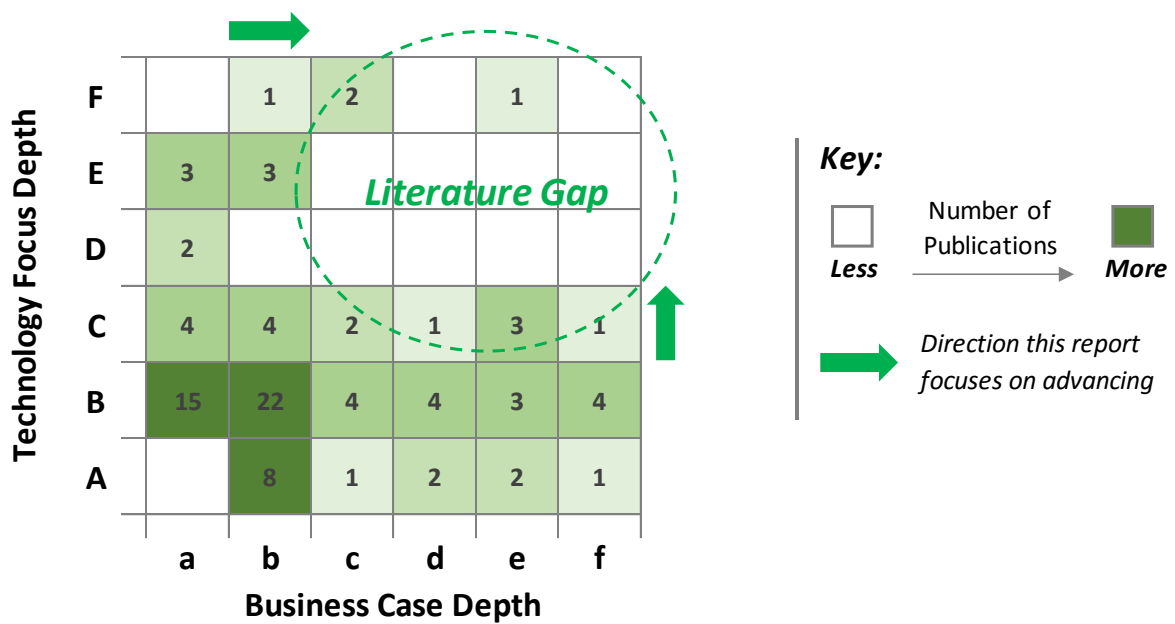 Technology Focus Depth
F 1 2 1
E 3 3
Literature Gap
D 2
C 4 4 2 1 3 1
B 15 22 4 4 3 4
A 8 1 2 2 1
a b c d e f
Business Case Depth
Key:
Number of
Publications
Less More
Direction this report
focuses on advancing